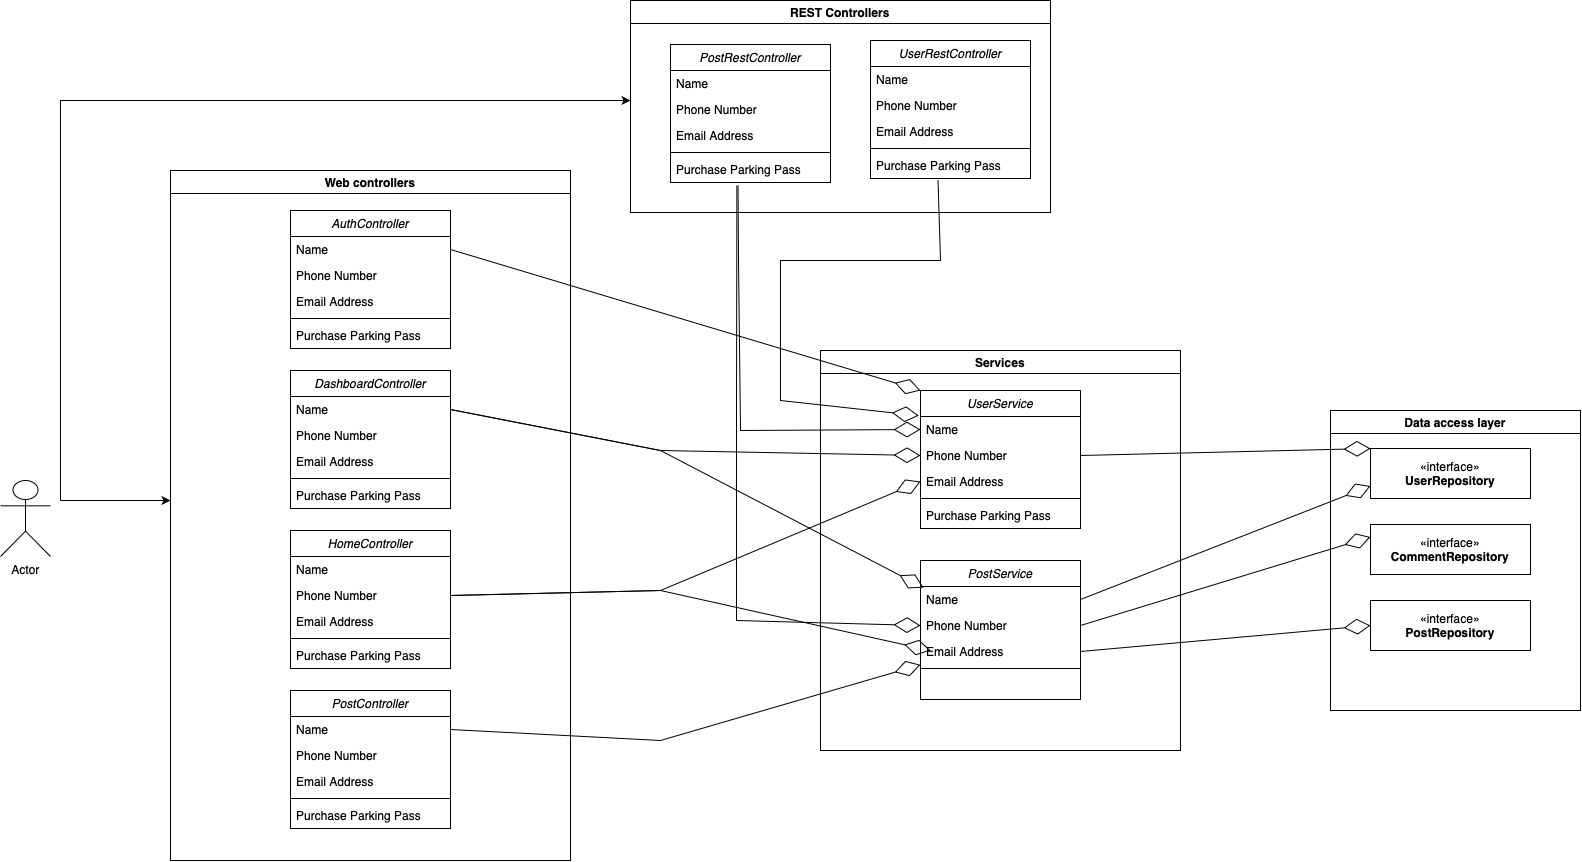 REST Controllers
PostRestController
Name
Phone Number
Email Address
Purchase Parking Pass
UserRestController
Name
Phone Number
Email Address
Purchase Parking Pass
Web controllers
AuthController
Name
Phone Number
Email Address
Purchase Parking Pass
DashboardController
Name
Phone Number
Email Address
Purchase Parking Pass
HomeController
Name
Phone Number
Email Address
Purchase Parking Pass
PostController
Name
Phone Number
Email Address
Purchase Parking Pass
Actor
Services
UserService
Name
Phone Number
Email Address
Purchase Parking Pass
PostService
Name
Phone Number
Email Address
Data access layer
«interface»
UserRepository
«interface»
CommentRepository
«interface»
PostRepository